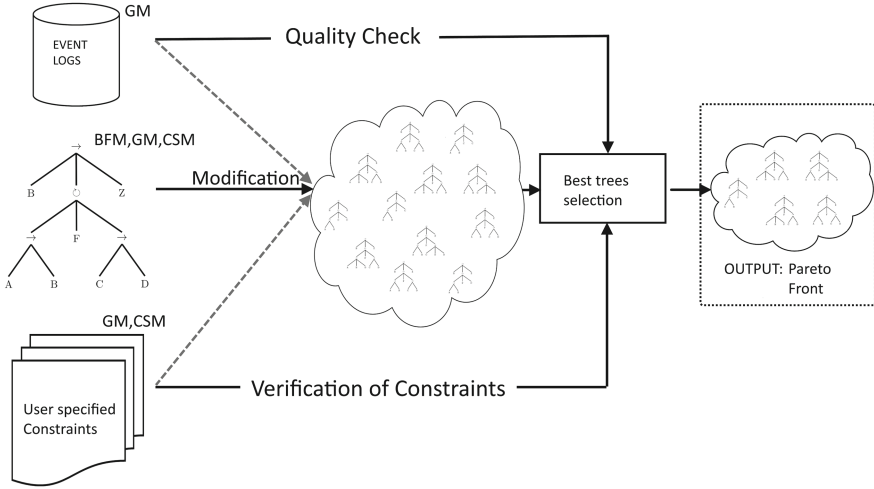 GM
EVENT
LOGS
Quality Check
BFM,GM,CSM
→
B
↻
Z
Modification
→
F
→
A
B
C
D
Best trees
selection
OUTPUT: Pareto
Front
GM,CSM
User specified
Constraints
Verification of Constraints